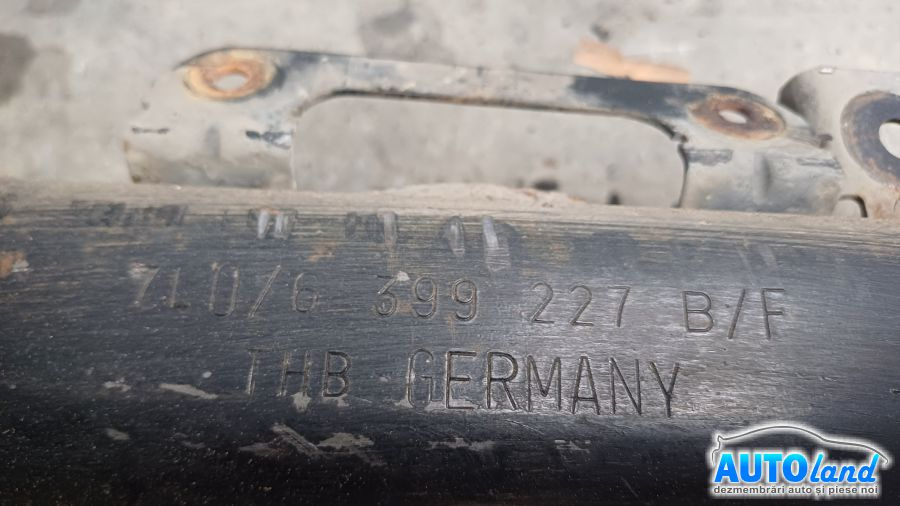 7L0/6 399 227 B/F
THB GERMANY
AUTOland
dezmembrări auto și piese noi